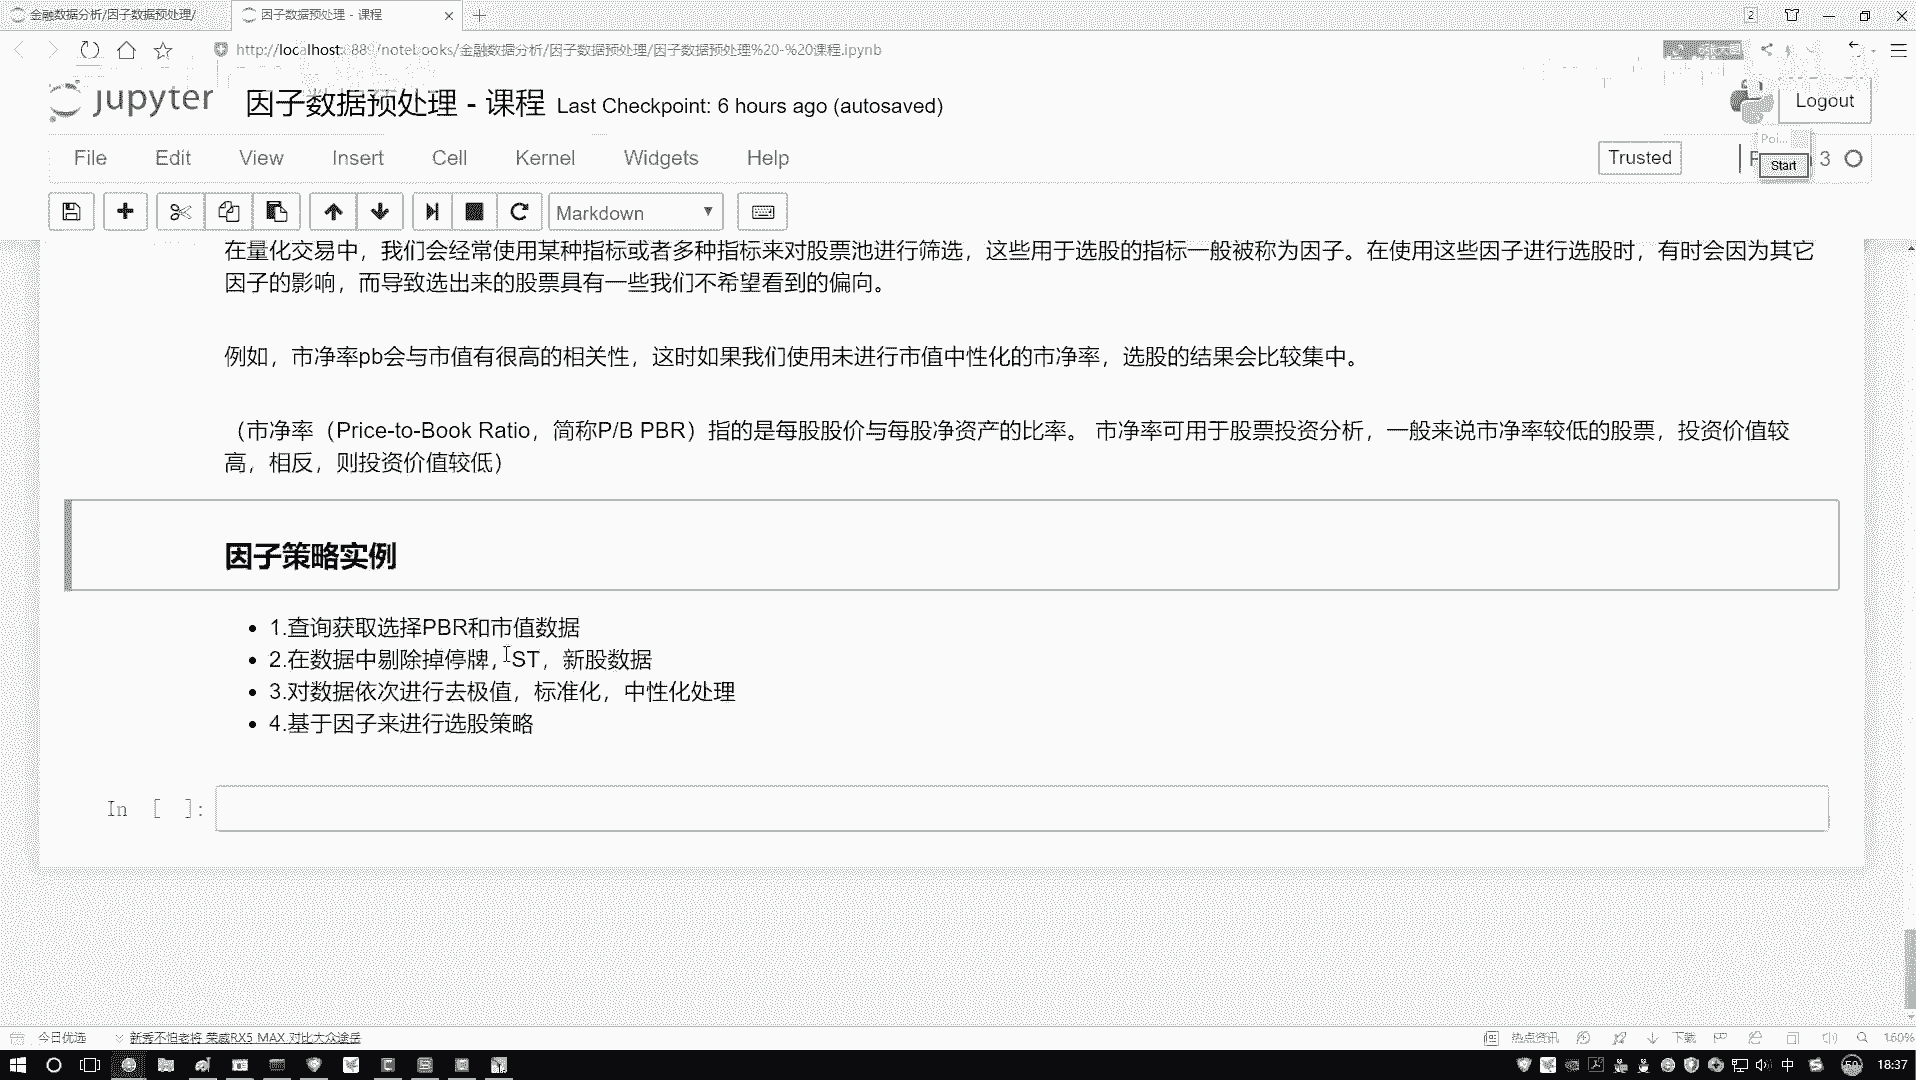 金融数据分析/因子数据预处理/
因子数据预处理 - 课程
2
/notebooks/金融数据分析/因子数据预处理/因子数据预处理%20-%20课程.ipynb
jupyter
因子数据预处理 - 课程 Last Checkpoint: 6 hours ago (autosaved)
Logout
File Edit View Insert Cell Kernel Widgets Help
Trusted
Start
3
Markdown
在量化交易中，我们会经常使用某种指标或者多种指标来对股票池进行筛选，这些用于选股的指标一般被称为因子。在使用这些因子进行选股时，有时会因为其它
因子的影响，而导致选出来的股票具有一些我们不希望看到的偏向。
例如，市净率pb会与市值有很高的相关性，这时如果我们使用未进行市值中性化的市净率，选股的结果会比较集中。
（市净率（Price-to-Book Ratio，简称P/B PBR）指的是每股股价与每股净资产的比率。 市净率可用于股票投资分析，一般来说市净率较低的股票，投资价值较
高，相反，则投资价值较低）
因子策略实例
1.查询获取选择PBR和市值数据
2.在数据中剔除掉停牌，ST，新股数据
3.对数据依次进行去极值，标准化，中性化处理
4.基于因子来进行选股策略
In [ ]:
今日优选
新秀不怕老将 荣威RX5 MAX 对比大众途岳
热点资讯
下载
160%
中
18:37